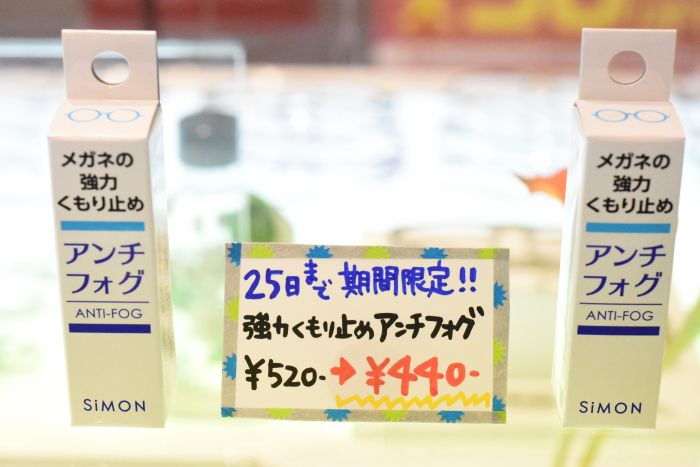 メガネの
強力
くもり止め
アンチ
フォグ
ANTI-FOG
SiMON
25日まで 期間限定!!
強力くもり止めアンチフォグ
¥520- → ¥440-
メガネの
強力
くもり止め
アンチ
フォグ
ANTI-FOG
SiMON